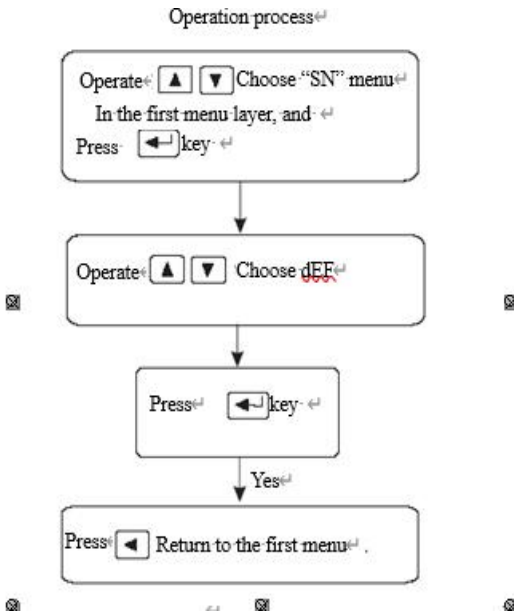 Operation process
Operate ▲ ▼ Choose “SN” menu
In the first menu layer, and
Press key
Operate ▲ ▼ Choose dEF
Press key
Yes
Press ◄ Return to the first menu .